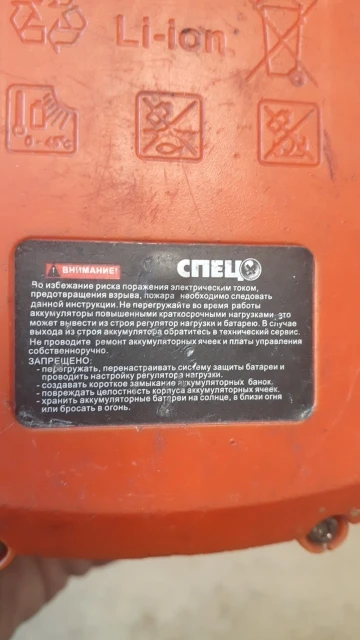 Li-ion
0-45°C
ВНИМАНИЕ!
СПЕЦ
Во избежание риска поражения электрическим током,
предотвращения взрыва, пожара необходимо следовать
данной инструкции. Не перегружайте во время работы
аккумуляторы повышенными краткосрочными нагрузками, это
может вывести из строя регулятор нагрузки и батарею. В случае
выхода из строя аккумулятора обратитесь в технический сервис.
Не проводите ремонт аккумуляторных ячеек и платы управления
собственноручно.
ЗАПРЕЩЕНО:
- перегружать, перенастраивать систему защиты батареи и
проводить настройку регулятора нагрузки.
- создавать короткое замыкание аккумуляторных банок.
- повреждать целостность корпуса аккумуляторных ячеек.
- хранить аккумуляторные батареи на солнце, в близи огня
или бросать в огонь.